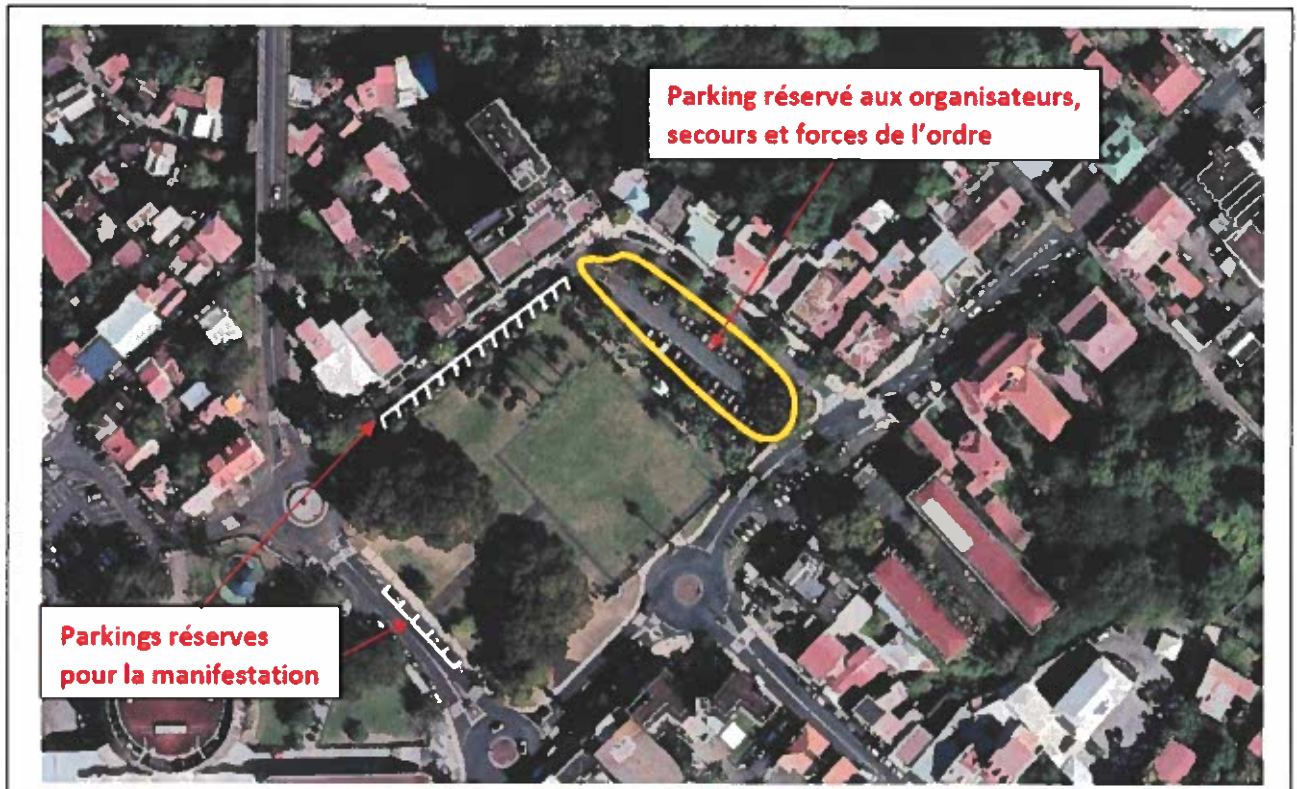 Parking réservé aux organisateurs,
secours et forces de l'ordre
Parkings réserves
pour la manifestation